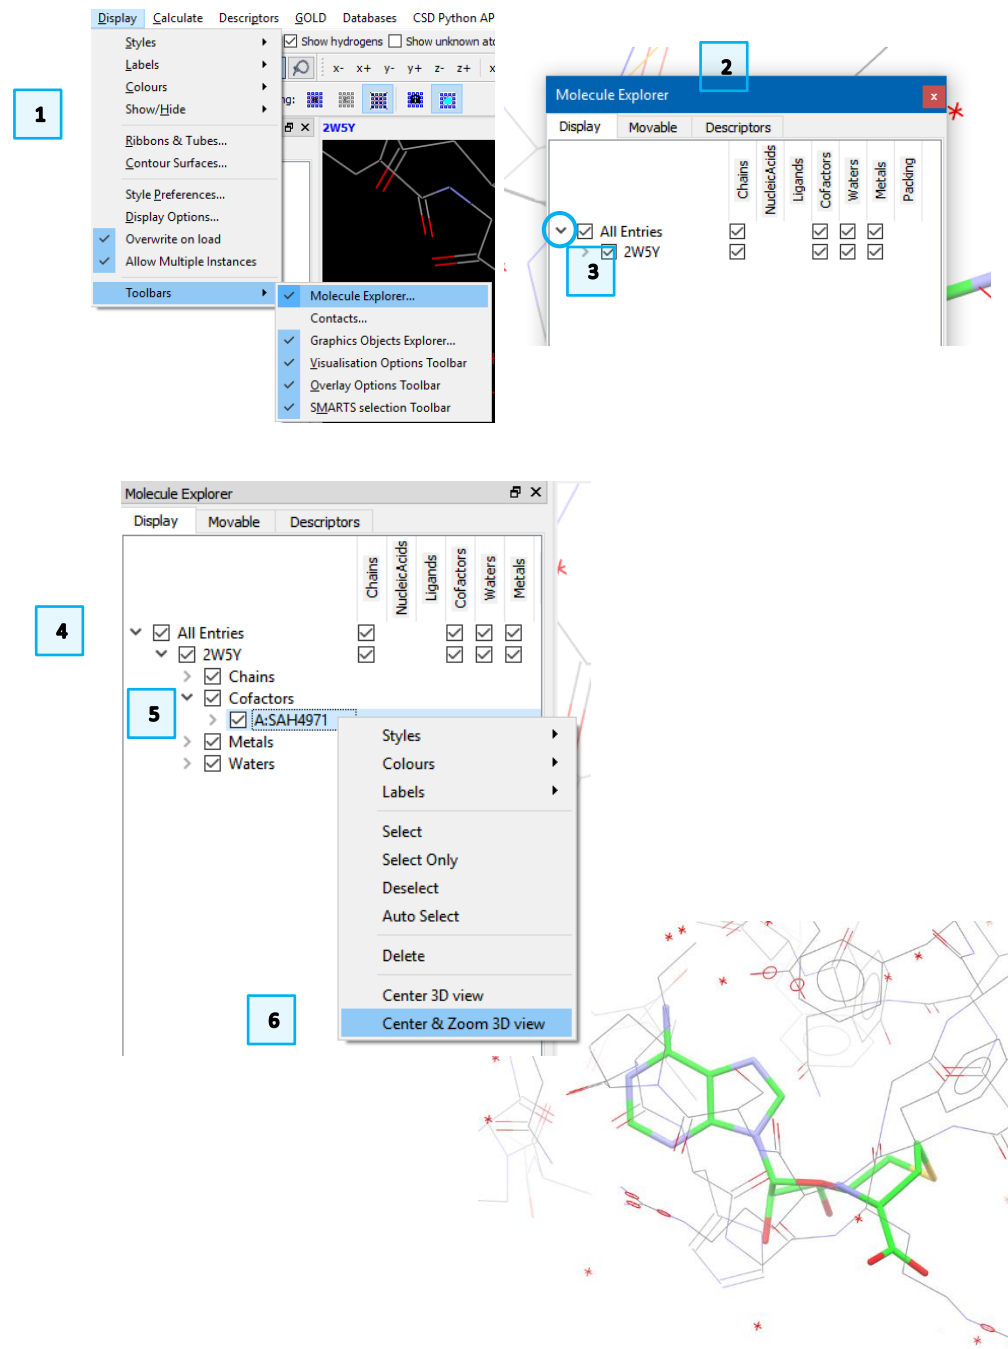 Display Calculate Descriptors GOLD Databases CSD Python AP
Styles
Show hydrogens Show unknown
Labels
x- x+ y- y+ z- z+ x
Colours
1
Show/Hide
ng:
2W5Y
Ribbons & Tubes...
Contour Surfaces...
Style Preferences...
Display Options...
Overwrite on load
Allow Multiple Instances
Toolbars
Molecule Explorer...
Contacts...
Graphics Objects Explorer...
Visualisation Options Toolbar
Overlay Options Toolbar
SMARTS selection Toolbar
2
Molecule Explorer x
Display Movable Descriptors
Chains NucleicAcids Ligands Cofactors Waters Metals Packing
All Entries
2W5Y
3
Molecule Explorer
Display Movable Descriptors
Chains NucleicAcids Ligands Cofactors Waters Metals
4
All Entries
2W5Y
Chains
5
Cofactors
A:SAH4971
Metals
Waters
Styles
Colours
Labels
Select
Select Only
Deselect
Auto Select
Delete
Center 3D view
6
Center & Zoom 3D view